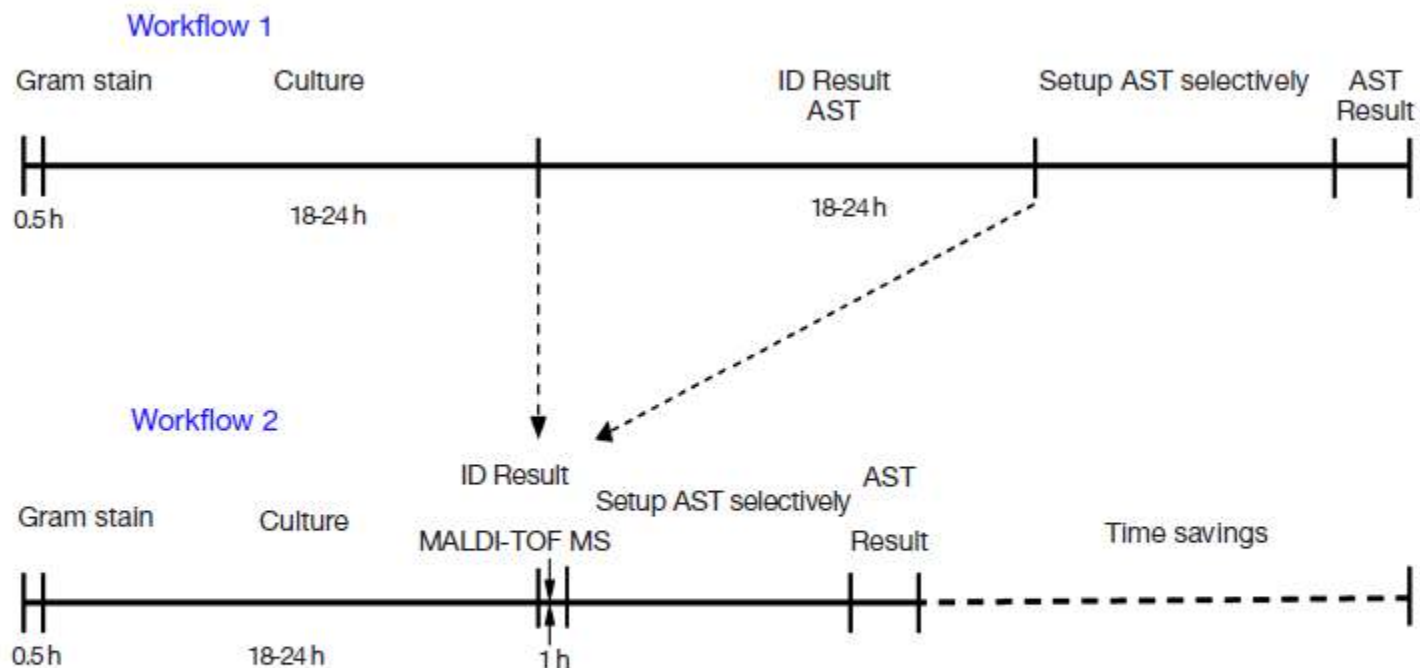 Workflow 1
Gram stain
Culture
ID Result
AST
Setup AST selectively
AST
Result
0.5 h
18-24 h
18-24 h
Workflow 2
ID Result
AST
Setup AST selectively
Gram stain
Culture
MALDI-TOF MS
Result
Time savings
0.5 h
18-24 h
1 h